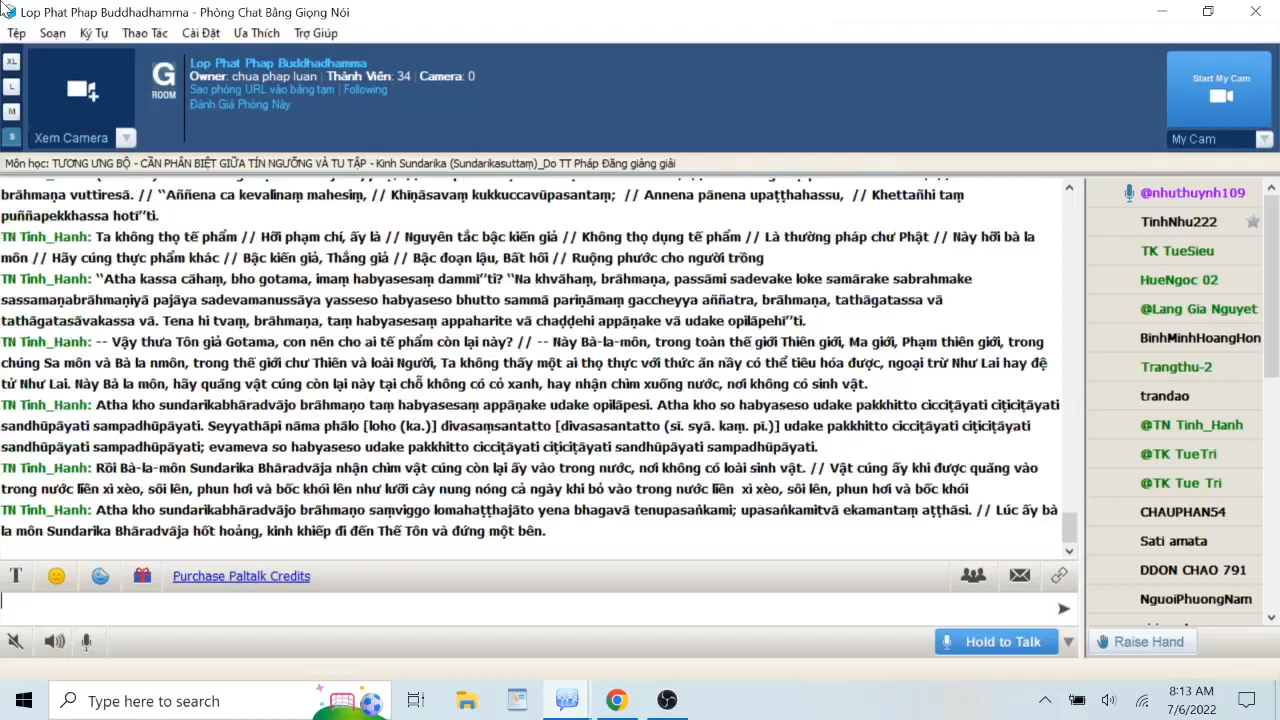 Lop Phat Phap Buddhadhamma - Phòng Chat Bằng Giọng Nói
Tệp Soạn Ký Tự Thao Tác Cài Đặt Ưa Thích Trợ Giúp
XL
L
M
S
Xem Camera
G ROOM
Lop Phat Phap Buddhadhamma
Owner: chua phap luan | Thành Viên: 34 | Camera: 0
Sao phỏng URL vào bảng tạm | Following
Đánh Giá Phòng Này
Start My Cam
My Cam
Môn học: TƯƠNG ƯNG BỘ - CẦN PHÂN BIỆT GIỮA TÍN NGƯỠNG VÀ TU TẬP - Kinh Sundarika (Sundarikasuttaṃ)_Do TT Pháp Đăng giảng giải
brāhmaṇa vuttiresā. // “Aññena ca kevalinaṃ mahesiṃ, // Khīṇāsavaṃ kukkuccavūpasantaṃ; // Annena pānena upaṭṭhahassu, // Khettañhi taṃ
puññapekkhassa hotī”ti.
TN Tinh_Hanh: Ta không thọ tế phẩm // Hỡi phạm chí, ấy là // Nguyên tắc bậc kiến giả // Không thọ dụng tế phẩm // Là thường pháp chư Phật // Này hỡi bà la
môn // Hãy cúng thực phẩm khác // Bậc kiến giả, Thắng giả // Bậc đoạn lậu, Bất hối // Ruộng phước cho người trồng
TN Tinh_Hanh: “Atha kassa cāhaṃ, bho gotama, imaṃ habyasesaṃ dammī”ti? “Na khvāhaṃ, brāhmaṇa, passāmi sadevake loke samārake sabrahmake
sassamaṇabrāhmaṇiyā pajāya sadevamanussāya yasseso habyaseso bhutto sammā pariṇāmaṃ gaccheyya aññatra, brāhmaṇa, tathāgatassa vā
tathāgatasāvakassa vā. Tena hi tvaṃ, brāhmaṇa, taṃ habyasesaṃ appaharite vā chaḍḍehi appāṇake vā udake opilāpehī”ti.
TN Tinh_Hanh: -- Vậy thưa Tôn giả Gotama, con nên cho ai tế phẩm còn lại này? // -- Này Bà-la-môn, trong toàn thế giới Thiên giới, Ma giới, Phạm thiên giới, trong
chúng Sa môn và Bà la nmôn, trong thế giới chư Thiên và loài Người, Ta không thấy một ai thọ thực với thức ăn này có thể tiêu hóa được, ngoại trừ Như Lai hay đệ
tử Như Lai. Này Bà la môn, hãy quăng vật cúng còn lại này tại chỗ không có cỏ xanh, hay nhận chìm xuống nước, nơi không có sinh vật.
TN Tinh_Hanh: Atha kho sundarikabhāradvājo brāhmaṇo taṃ habyasesaṃ appāṇake udake opilāpesi. Atha kho so habyaseso udake pakkhitto cicciṭāyati ciṭiciṭāyati
sandhūpāyati sampadhūpāyati. Seyyathāpi nāma phālo [loho (ka.)] divasaṃsantatto [divasasantatto (sī. syā. kaṃ. pī.)] udake pakkhitto cicciṭāyati ciṭiciṭāyati
sandhūpāyati sampadhūpāyati; evameva so habyaseso udake pakkhitto cicciṭāyati ciṭiciṭāyati sandhūpāyati sampadhūpāyati.
TN Tinh_Hanh: Rồi Bà-la-môn Sundarika Bhāradvāja nhận chìm vật cúng còn lại ấy vào trong nước, nơi không có loài sinh vật. // Vật cúng ấy khi được quăng vào
trong nước liền xì xèo, sôi lên, phun hơi và bốc khói lên như lưỡi cày nung nóng cả ngày khi bỏ vào trong nước liền xì xèo, sôi lên, phun hơi và bốc khói
TN Tinh_Hanh: Atha kho sundarikabhāradvājo brāhmaṇo saṃviggo lomahaṭṭhajāto yena bhagavā tenupasaṅkami; upasaṅkamitvā ekamantaṃ aṭṭhāsi. // Lúc ấy bà
la môn Sundarika Bhāradvāja hốt hoảng, kinh khiếp đi đến Thế Tôn và đứng một bên.
@nhuthuynh109
TinhNhu222
TK TueSieu
HueNgoc 02
@Lang Gia Nguyet
BinhMinhHoangHon
Trangthu-2
trandao
@TN Tinh_Hanh
@TK TueTri
@TK Tue Tri
CHAUPHAN54
Sati amata
DDON CHAO 791
NguoiPhuongNam
T
Purchase Paltalk Credits
Hold to Talk
Raise Hand
Type here to search
8:13 AM
7/6/2022